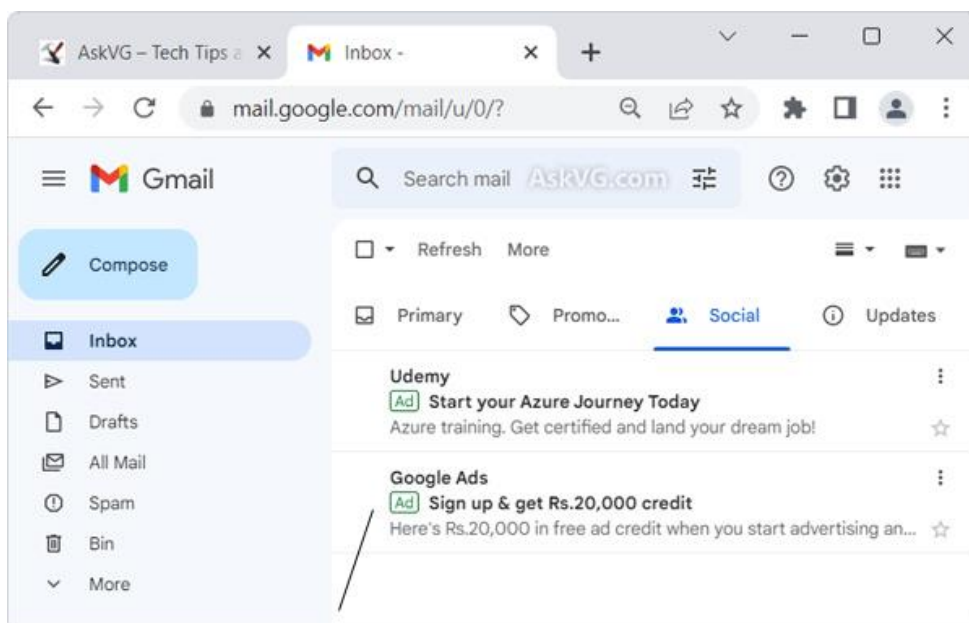 AskVG – Tech Tips a
Inbox -
mail.google.com/mail/u/0/?
Gmail
Search mail AskVG.com
Compose
Refresh More
Primary Promo... Social Updates
Inbox
Sent
Drafts
All Mail
Spam
Bin
More
Udemy
Ad Start your Azure Journey Today
Azure training. Get certified and land your dream job!
Google Ads
Ad Sign up & get Rs.20,000 credit
Here's Rs.20,000 in free ad credit when you start advertising an...